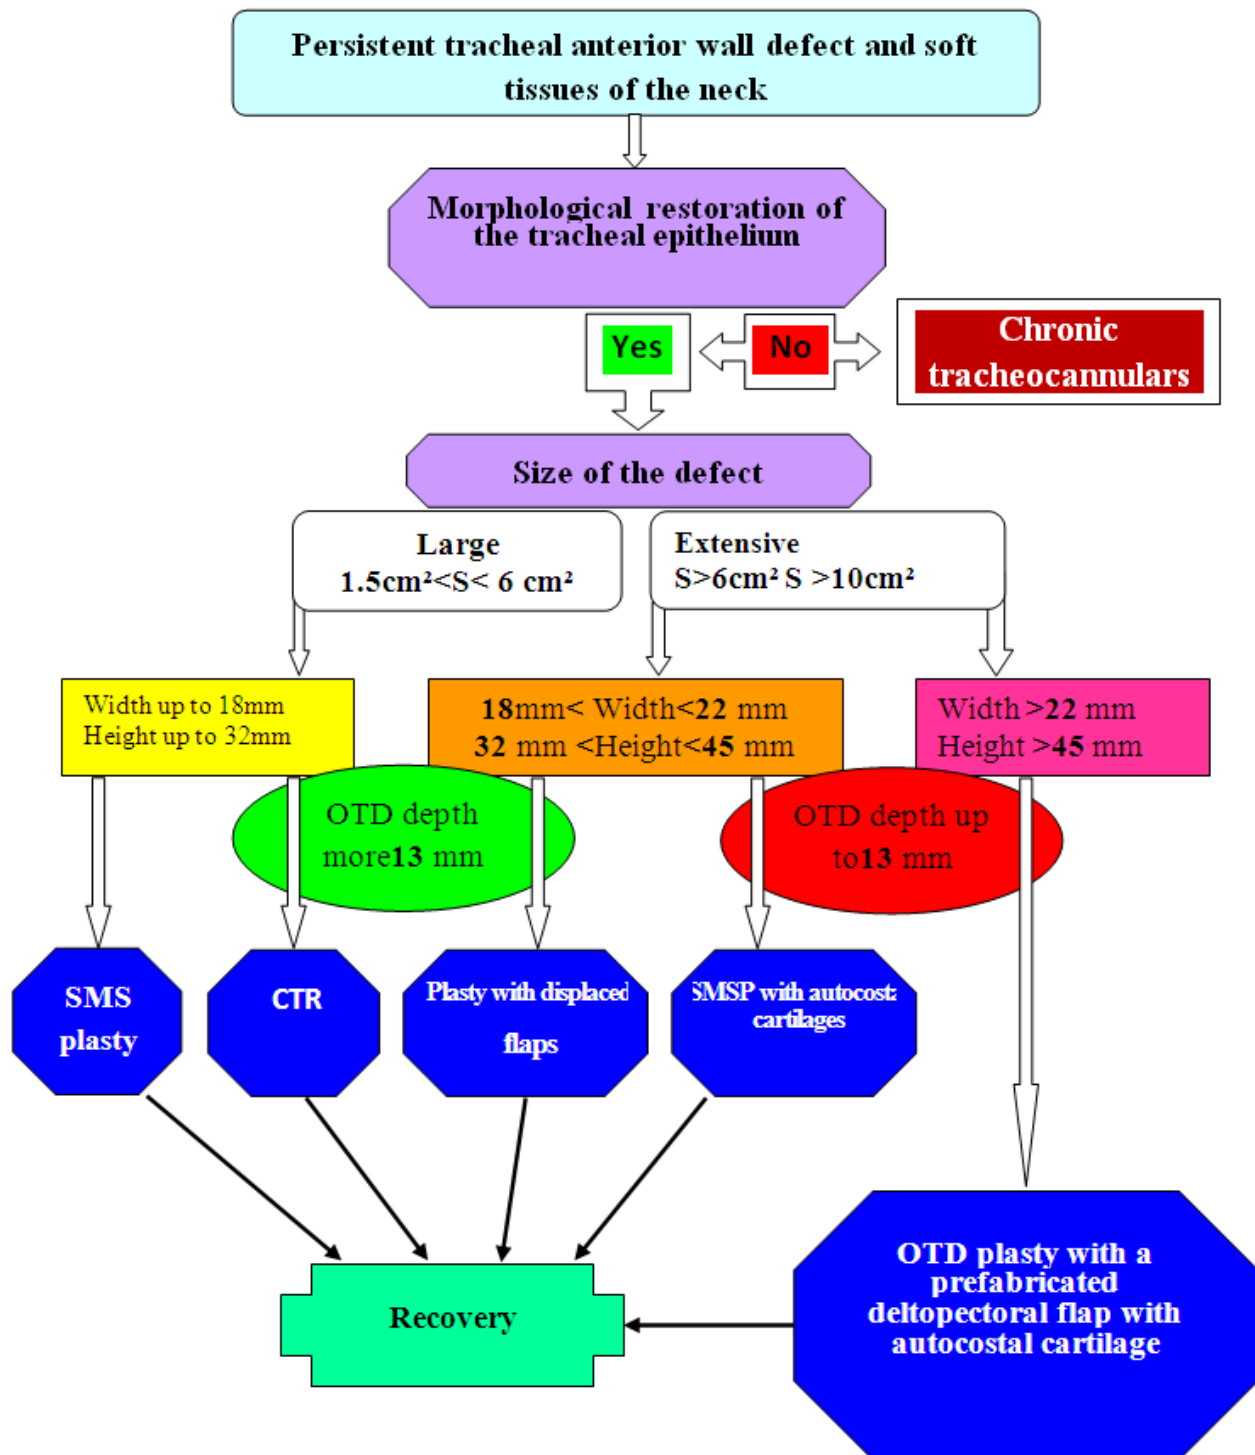 Persistent tracheal anterior wall defect and soft
tissues of the neck
Morphological restoration of
the tracheal epithelium
Yes
No
Chronic
tracheocannulars
Size of the defect
Large
1.5cm²<S< 6 cm²
Extensive
S>6cm² S >10cm²
Width up to 18mm
Height up to 32mm
18mm< Width<22 mm
32 mm <Height<45 mm
Width >22 mm
Height >45 mm
OTD depth
more13 mm
OTD depth up
to13 mm
SMS
plasty
CTR
Plasty with displaced
flaps
SMSP with autocosta
cartilages
OTD plasty with a
prefabricated
deltopectoral flap with
autocostal cartilage
Recovery